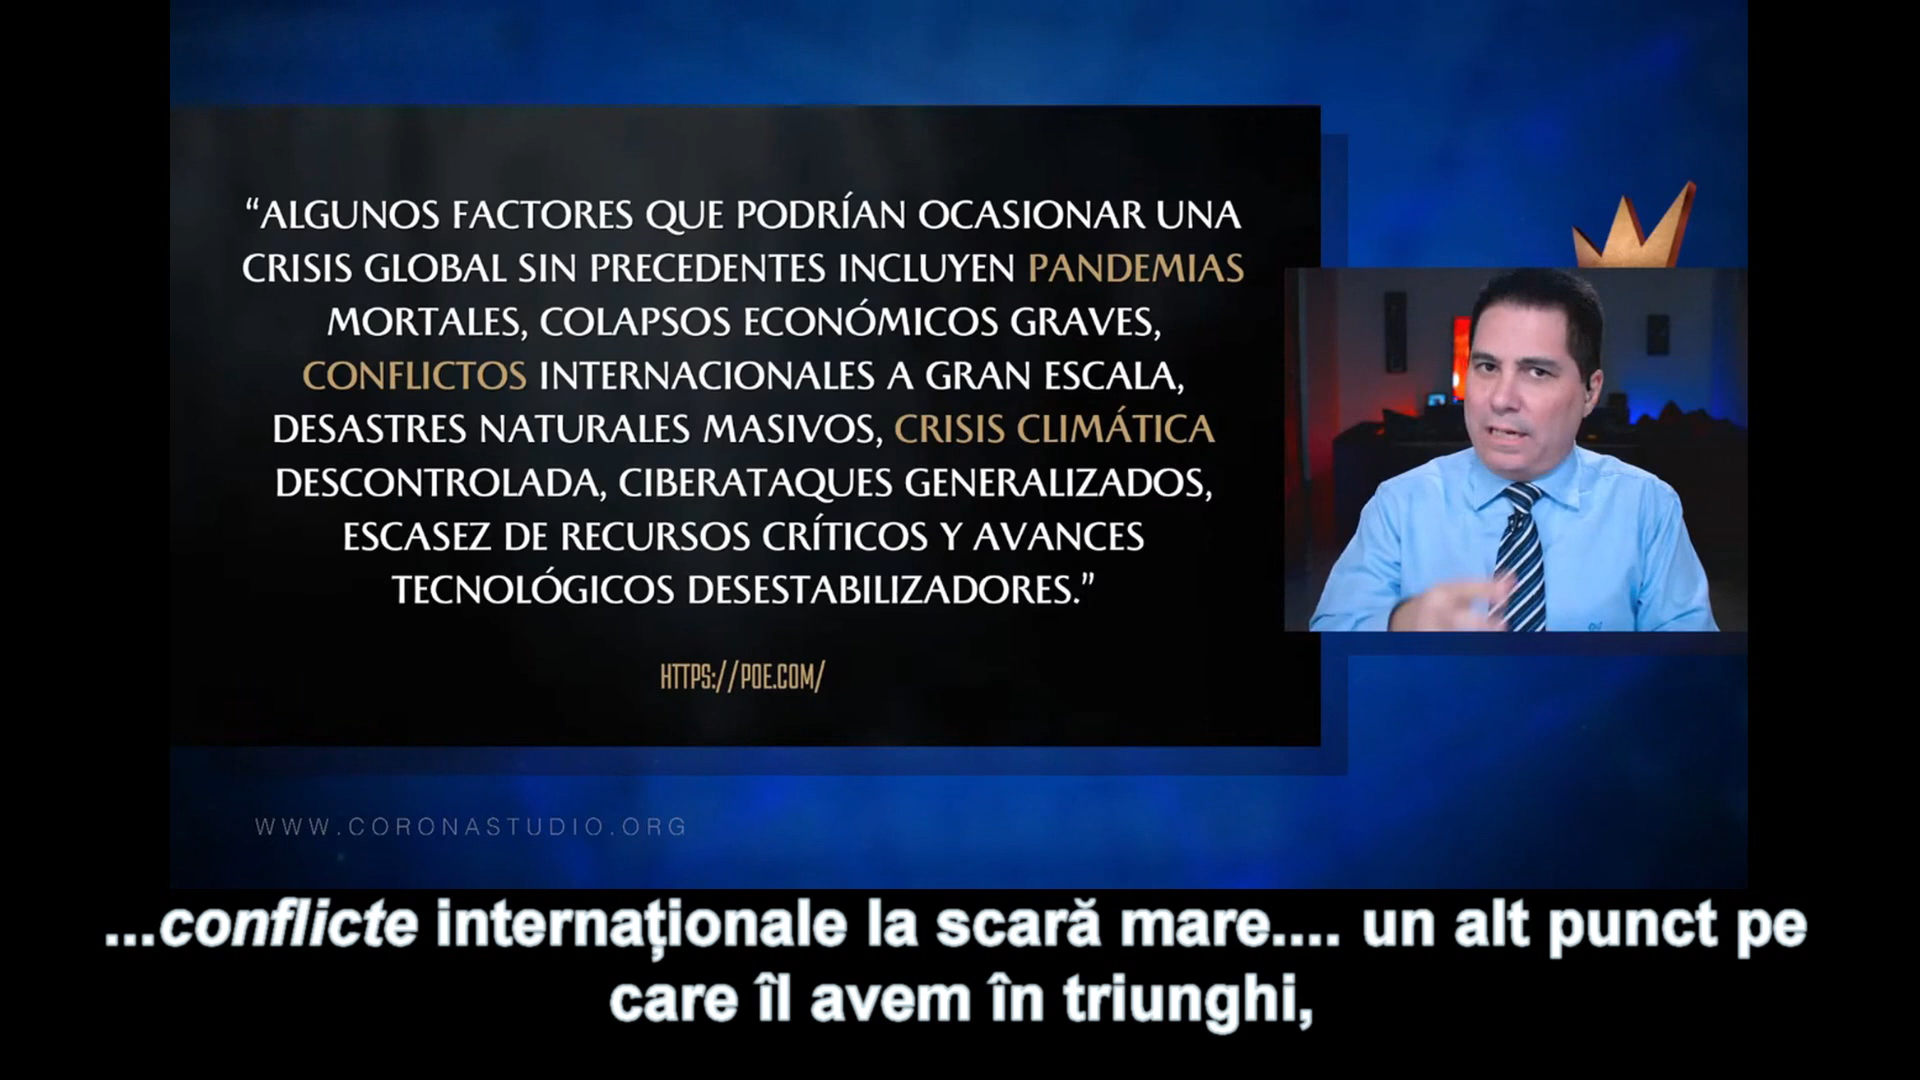 “ALGUNOS FACTORES QUE PODRÍAN OCASIONAR UNA
CRISIS GLOBAL SIN PRECEDENTES INCLUYEN PANDEMIAS
MORTALES, COLAPSOS ECONÓMICOS GRAVES,
CONFLICTOS INTERNACIONALES A GRAN ESCALA,
DESASTRES NATURALES MASIVOS, CRISIS CLIMÁTICA
DESCONTROLADA, CIBERATAQUES GENERALIZADOS,
ESCASEZ DE RECURSOS CRÍTICOS Y AVANCES
TECNOLÓGICOS DESESTABILIZADORES.”
HTTPS://POE.COM/
WWW.CORONASTUDIO.ORG
...conflicte internaționale la scară mare.... un alt punct pe
care îl avem în triunghi,